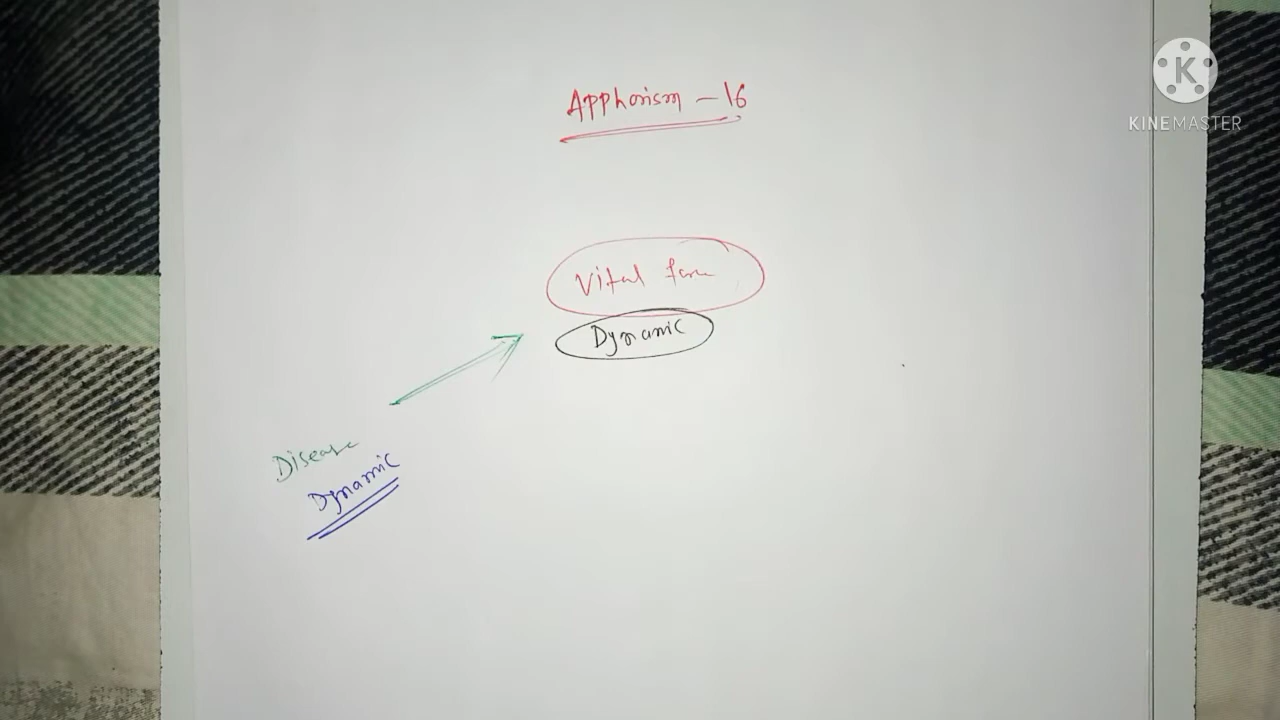 Apphorism - 16
KINEMASTER
Vital force
Dynamic
Disease
Dynamic